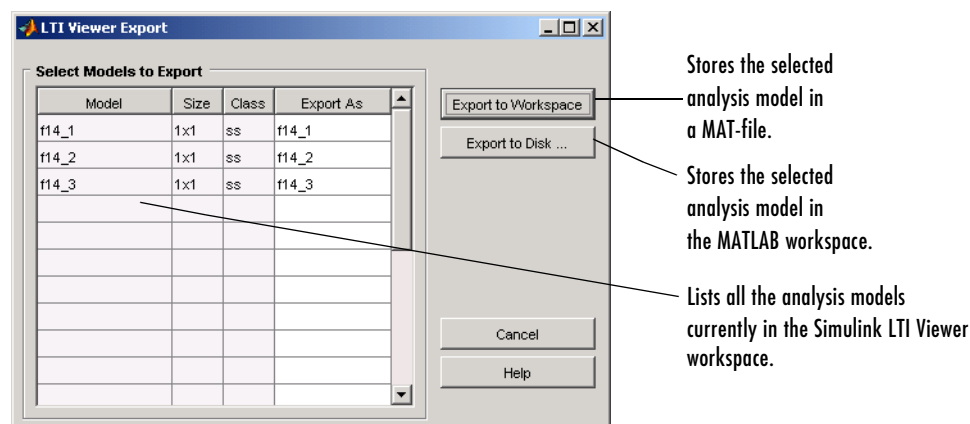 LTI Viewer Export
Select Models to Export
Model Size Class Export As
f14_1 1x1 ss f14_1
f14_2 1x1 ss f14_2
f14_3 1x1 ss f14_3
Export to Workspace
Export to Disk ...
Cancel
Help
Stores the selected
analysis model in
a MAT-file.
Stores the selected
analysis model in
the MATLAB workspace.
Lists all the analysis models
currently in the Simulink LTI Viewer
workspace.